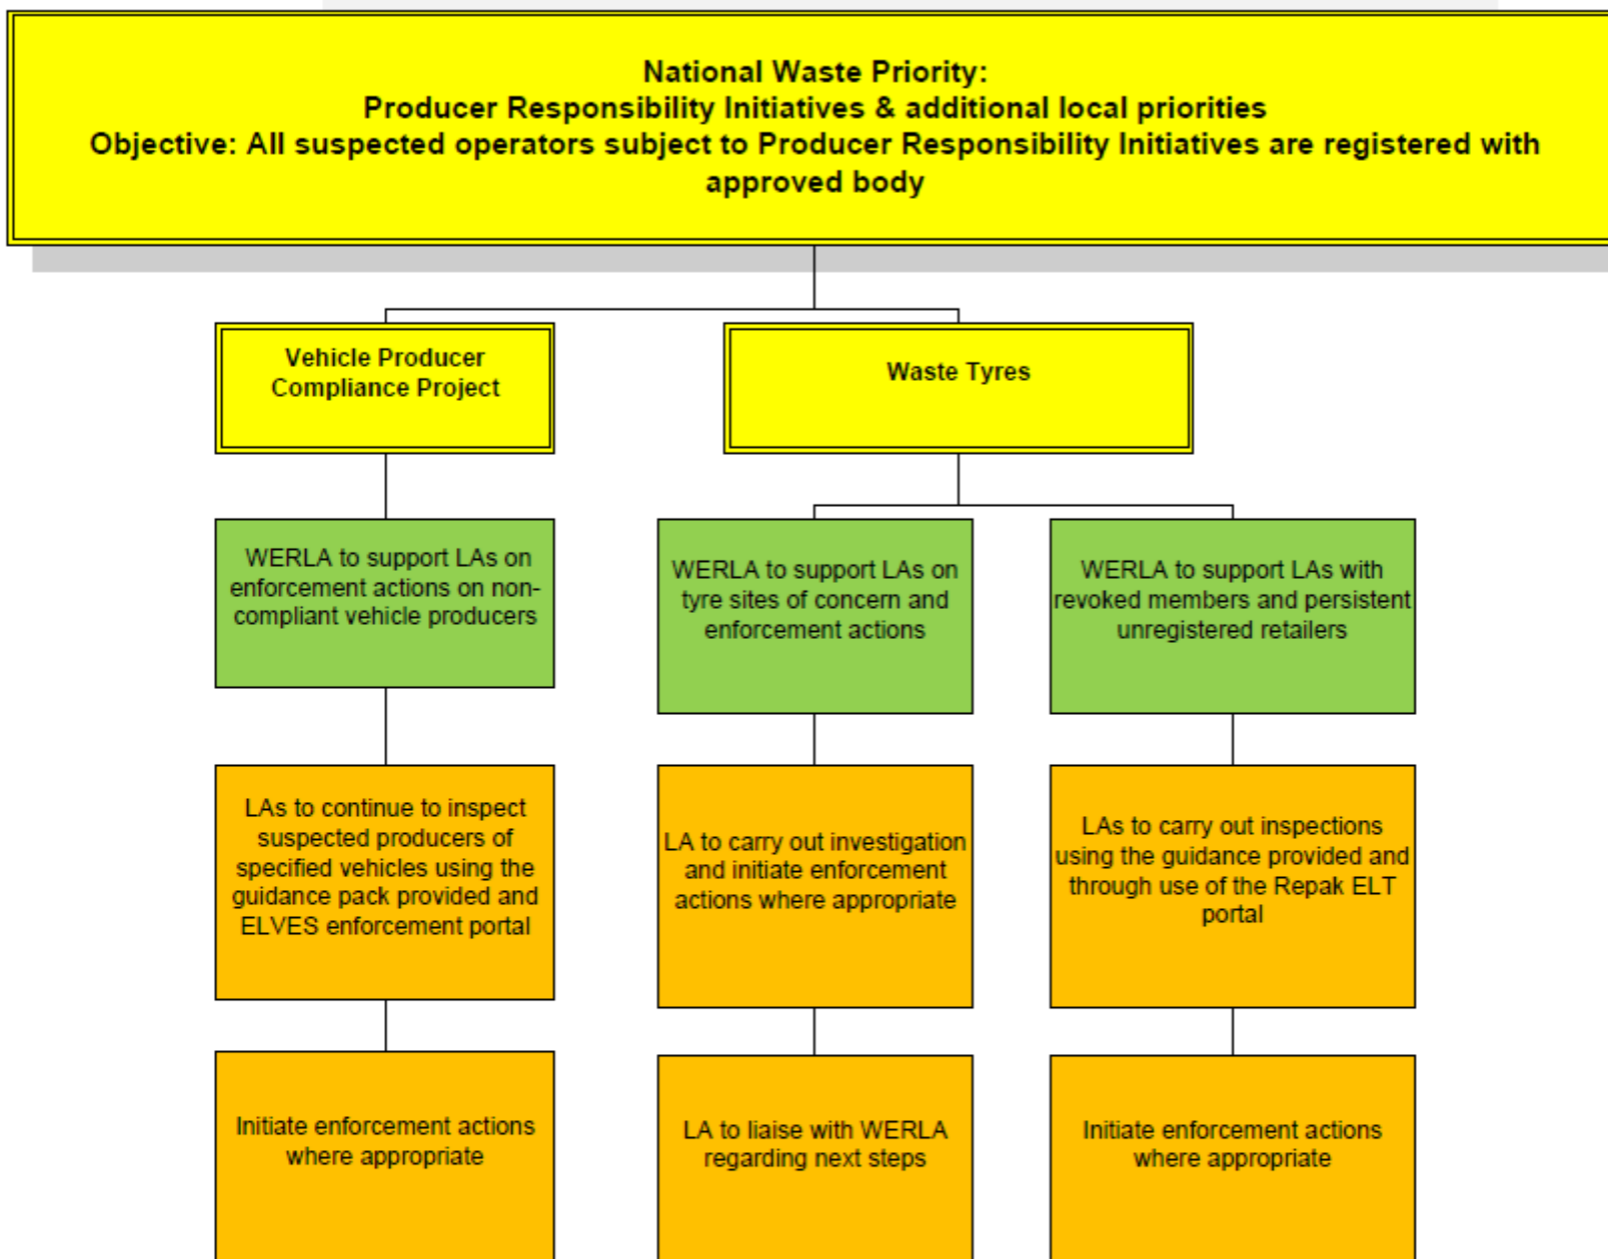 National Waste Priority:
Producer Responsibility Initiatives & additional local priorities
Objective: All suspected operators subject to Producer Responsibility Initiatives are registered with
approved body
Vehicle Producer
Compliance Project
Waste Tyres
WERLA to support LAs on
enforcement actions on non-
compliant vehicle producers
WERLA to support LAs on
tyre sites of concern and
enforcement actions
WERLA to support LAs with
revoked members and persistent
unregistered retailers
LAs to continue to inspect
suspected producers of
specified vehicles using the
guidance pack provided and
ELVES enforcement portal
LA to carry out investigation
and initiate enforcement
actions where appropriate
LAs to carry out inspections
using the guidance provided and
through use of the Repak ELT
portal
Initiate enforcement actions
where appropriate
LA to liaise with WERLA
regarding next steps
Initiate enforcement actions
where appropriate